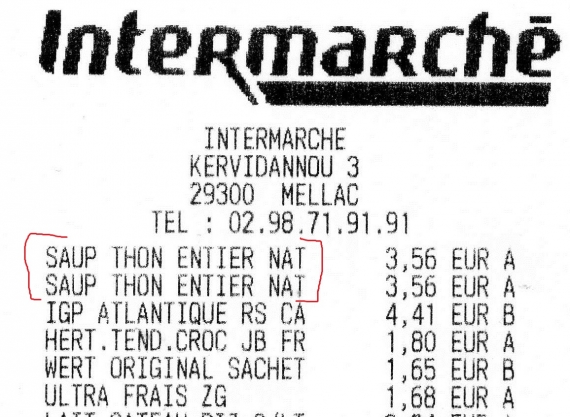 Intermarché
INTERMARCHE
KERVIDANNOU 3
29300 MELLAC
TEL : 02.98.71.91.91
SAUP THON ENTIER NAT 3,56 EUR A
SAUP THON ENTIER NAT 3,56 EUR A
IGP ATLANTIQUE RS CA 4,41 EUR B
HERT.TEND.CROC JB FR 1,80 EUR A
WERT ORIGINAL SACHET 1,65 EUR B
ULTRA FRAIS ZG 1,68 EUR A